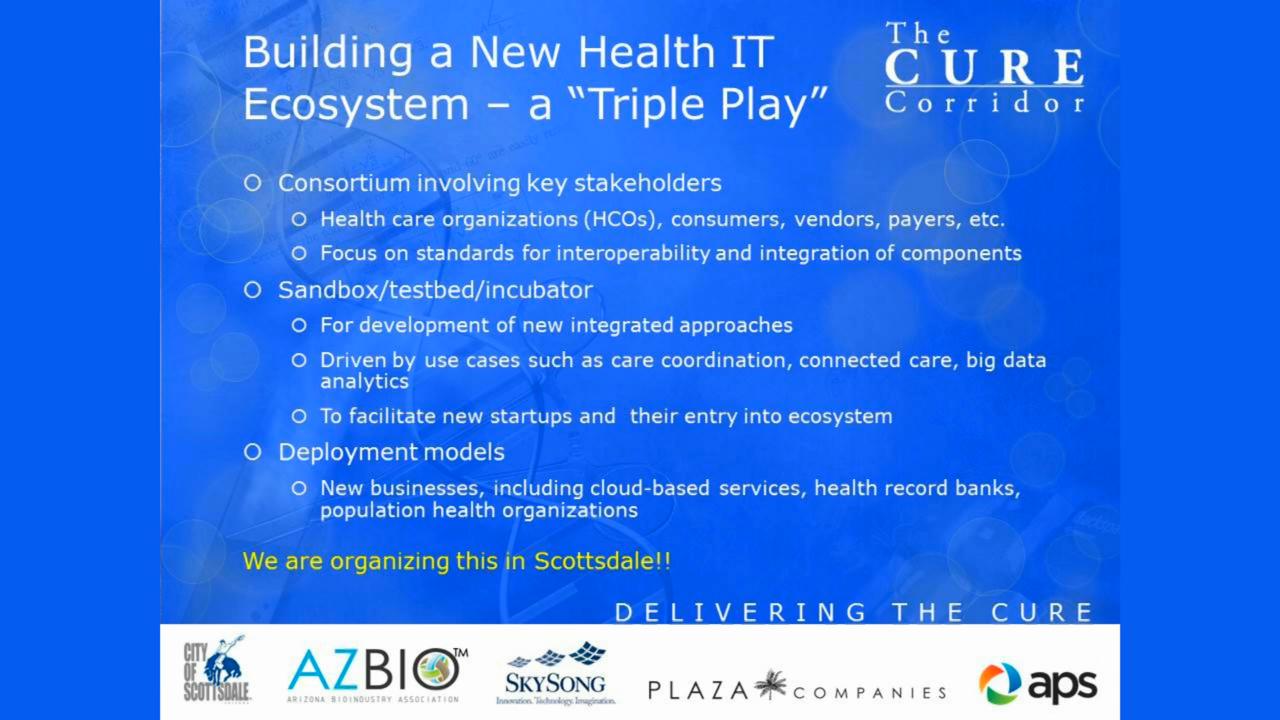 Building a New Health IT
Ecosystem – a “Triple Play”
The
CURE
Corridor
Consortium involving key stakeholders
Health care organizations (HCOs), consumers, vendors, payers, etc.
Focus on standards for interoperability and integration of components
Sandbox/testbed/incubator
For development of new integrated approaches
Driven by use cases such as care coordination, connected care, big data
analytics
To facilitate new startups and their entry into ecosystem
Deployment models
New businesses, including cloud-based services, health record banks,
population health organizations
We are organizing this in Scottsdale!!
DELIVERING THE CURE
CITY
OF
SCOTTSDALE
AZBIO™
ARIZONA BIOINDUSTRY ASSOCIATION
SKYSONG
Innovation. Technology. Imagination.
PLAZA COMPANIES
aps